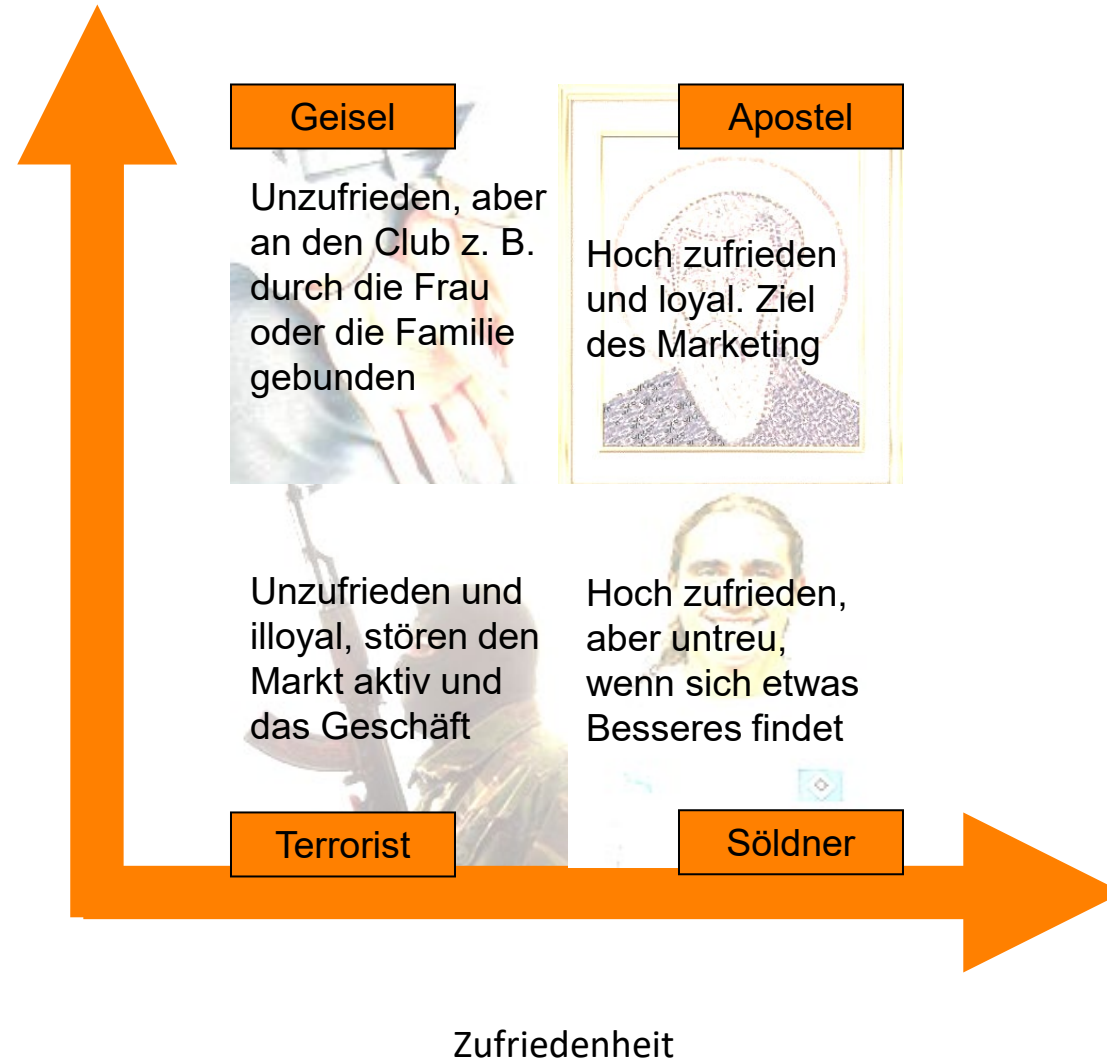 Geisel
Unzufrieden, aber
an den Club z. B.
durch die Frau
oder die Familie
gebunden
Apostel
Hoch zufrieden
und loyal. Ziel
des Marketing
Unzufrieden und
illoyal, stören den
Markt aktiv und
das Geschäft
Terrorist
Hoch zufrieden,
aber untreu,
wenn sich etwas
Besseres findet
Söldner
Zufriedenheit